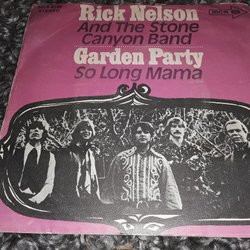 Rick Nelson
And The Stone
Canyon Band
Garden Party
So Long Mama